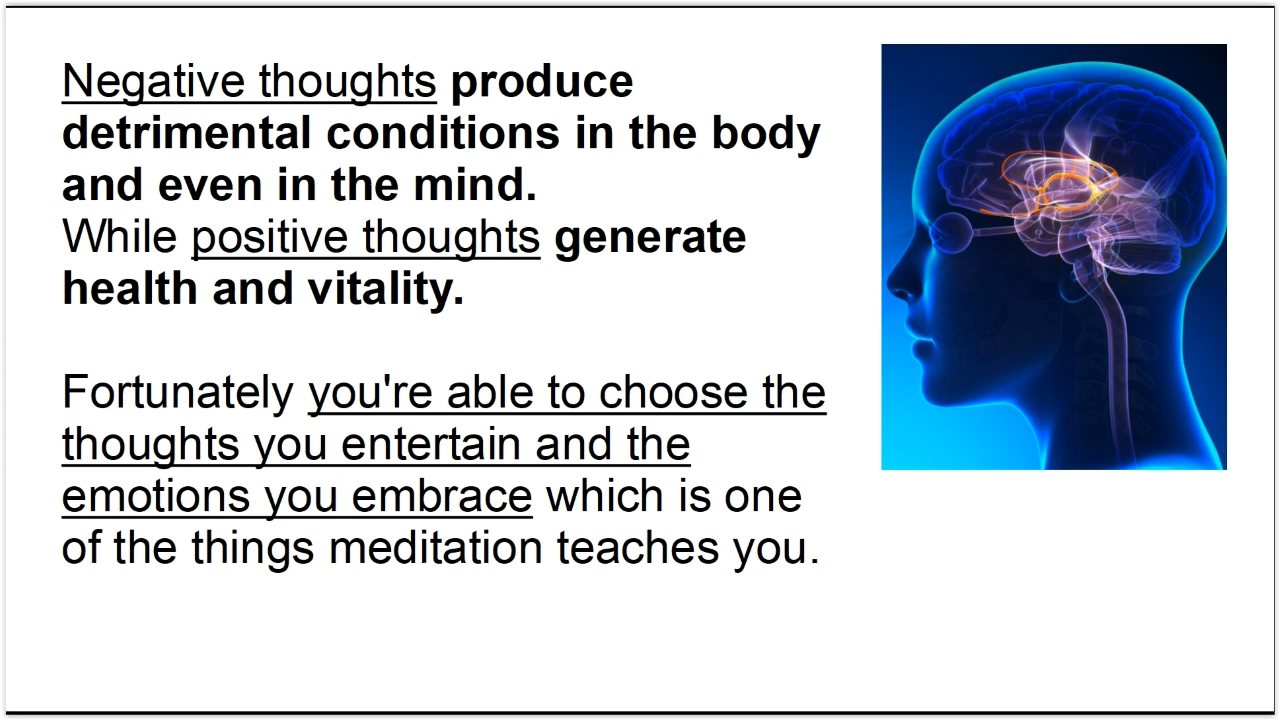 Negative thoughts produce
detrimental conditions in the body
and even in the mind.
While positive thoughts generate
health and vitality.
Fortunately you're able to choose the
thoughts you entertain and the
emotions you embrace which is one
of the things meditation teaches you.